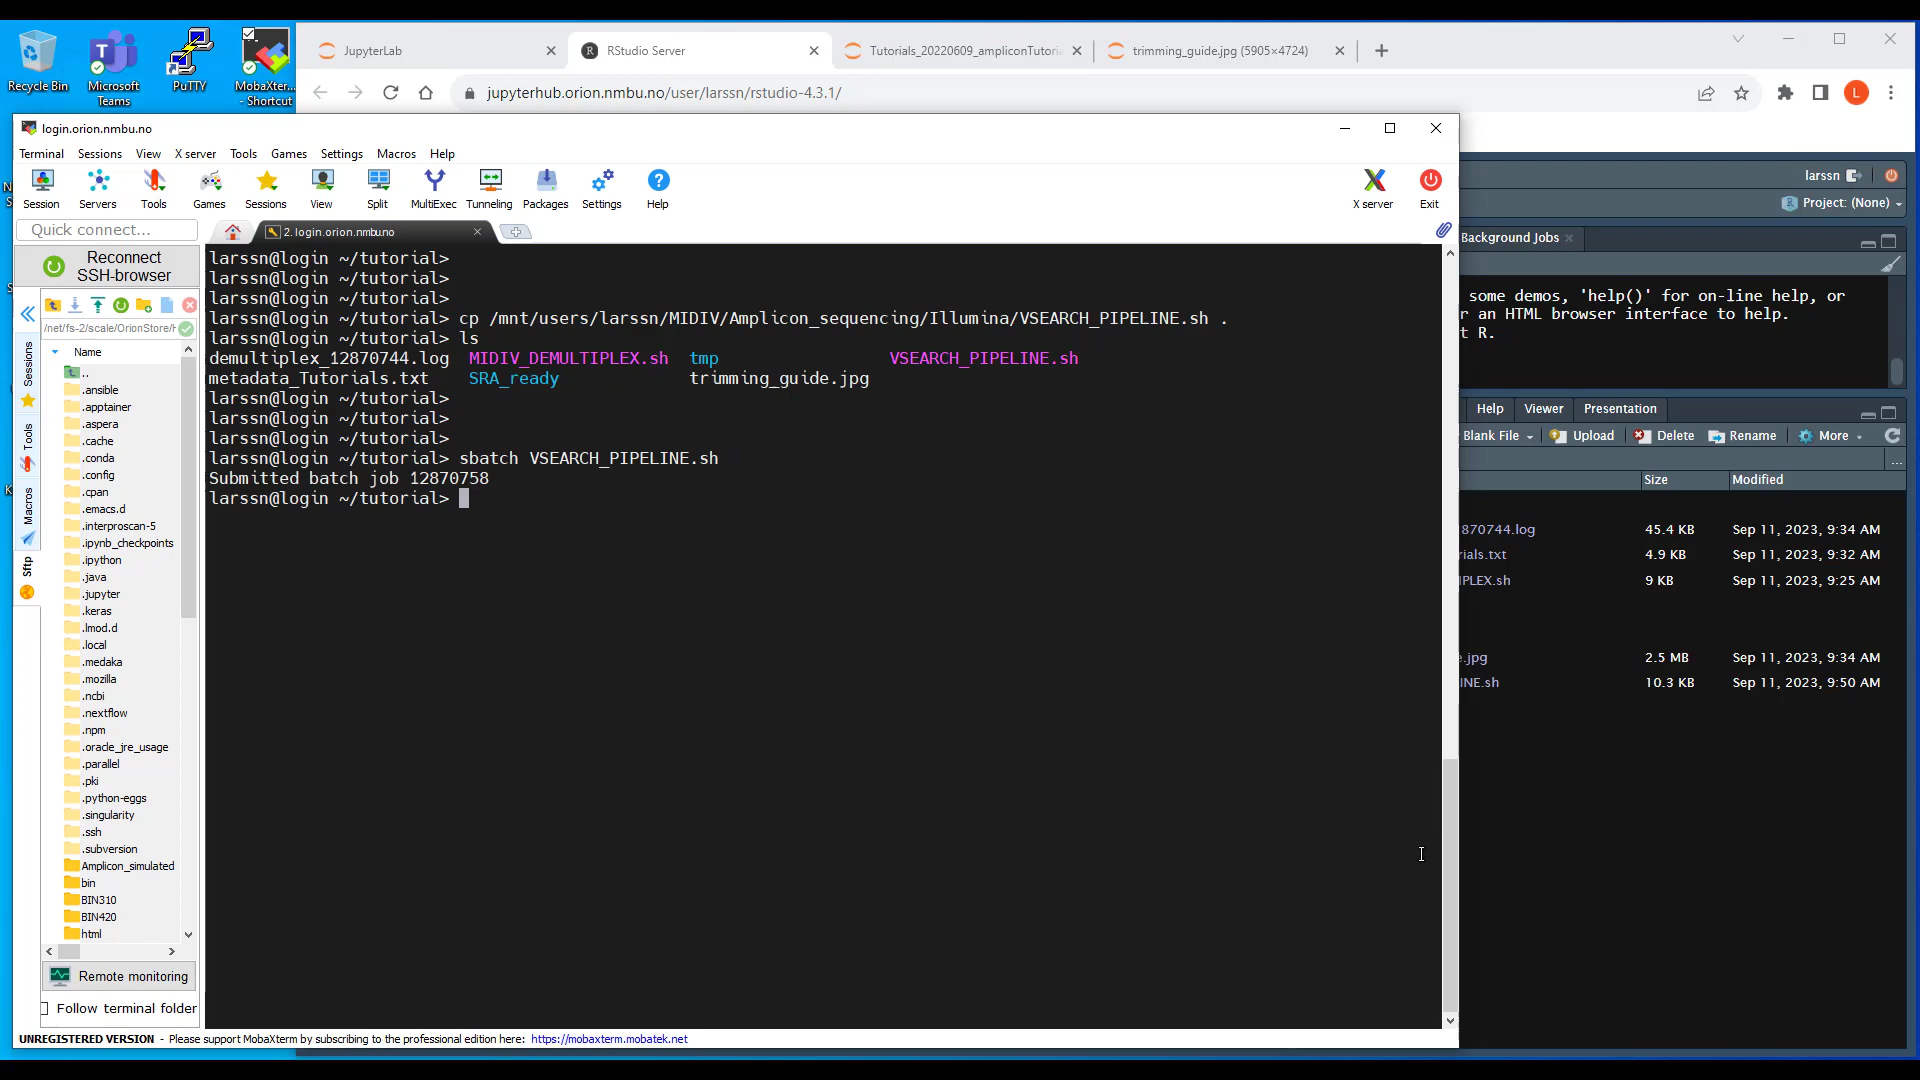 Recycle Bin
Microsoft Teams
PuTTY
MobaXter... - Shortcut
JupyterLab
RStudio Server
Tutorials_20220609_ampliconTutori
trimming_guide.jpg (5905×4724)
jupyterhub.orion.nmbu.no/user/larssn/rstudio-4.3.1/
L
login.orion.nmbu.no
Terminal Sessions View X server Tools Games Settings Macros Help
Session Servers Tools Games Sessions View Split MultiExec Tunneling Packages Settings Help X server Exit
Quick connect...
2. login.orion.nmbu.no
Reconnect SSH-browser
/net/fs-2/scale/OrionStore/H
Sessions
Tools
Macros
Sftp
Name
..
.ansible
.apptainer
.aspera
.cache
.conda
.config
.cpan
.emacs.d
.interproscan-5
.ipynb_checkpoints
.ipython
.java
.jupyter
.keras
.lmod.d
.local
.medaka
.mozilla
.ncbi
.nextflow
.npm
.oracle_jre_usage
.parallel
.pki
.python-eggs
.singularity
.ssh
.subversion
Amplicon_simulated
bin
BIN310
BIN420
html
Remote monitoring
Follow terminal folder
larssn@login ~/tutorial>
larssn@login ~/tutorial>
larssn@login ~/tutorial>
larssn@login ~/tutorial> cp /mnt/users/larssn/MIDIV/Amplicon_sequencing/Illumina/VSEARCH_PIPELINE.sh .
larssn@login ~/tutorial> ls
demultiplex_12870744.log MIDIV_DEMULTIPLEX.sh tmp VSEARCH_PIPELINE.sh
metadata_Tutorials.txt SRA_ready trimming_guide.jpg
larssn@login ~/tutorial>
larssn@login ~/tutorial>
larssn@login ~/tutorial>
larssn@login ~/tutorial> sbatch VSEARCH_PIPELINE.sh
Submitted batch job 12870758
larssn@login ~/tutorial>
UNREGISTERED VERSION - Please support MobaXterm by subscribing to the professional edition here: https://mobaxterm.mobatek.net
larssn
Project: (None)
Background Jobs
some demos, 'help()' for on-line help, or
an HTML browser interface to help.
t R.
Help Viewer Presentation
Blank File Upload Delete Rename More
...
Size Modified
870744.log 45.4 KB Sep 11, 2023, 9:34 AM
rials.txt 4.9 KB Sep 11, 2023, 9:32 AM
IPLEX.sh 9 KB Sep 11, 2023, 9:25 AM
e.jpg 2.5 MB Sep 11, 2023, 9:34 AM
INE.sh 10.3 KB Sep 11, 2023, 9:50 AM